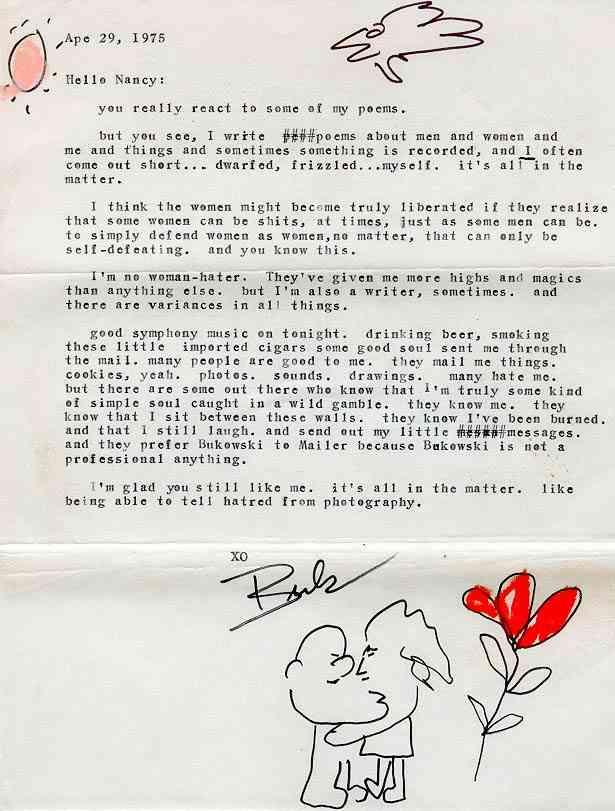 Ape 29, 1975
Hello Nancy:
you really react to some of my poems.
but you see, I write ####poems about men and women and
me and things and sometimes something is recorded, and I often
come out short... dwarfed, frizzled...myself. it's all in the
matter.
I think the women might become truly liberated if they realize
that some women can be shits, at times, just as some men can be.
to simply defend women as women,no matter, that can only be
self-defeating. and you know this.
I'm no woman-hater. They've given me more highs and magics
than anything else. but I'm also a writer, sometimes. and
there are variances in all things.
good symphony music on tonight. drinking beer, smoking
these little imported cigars some good soul sent me through
the mail. many people are good to me. they mail me things.
cookies, yeah. photos. sounds. drawings. many hate me.
but there are some out there who know that I'm truly some kind
of simple soul caught in a wild gamble. they know me. they
know that I sit between these walls. they know I've been burned.
and that I still laugh. and send out my little ######messages.
and they prefer Bukowski to Mailer because Bukowski is not a
professional anything.
I'm glad you still like me. it's all in the matter. like
being able to tell hatred from photography.
XO
Buk